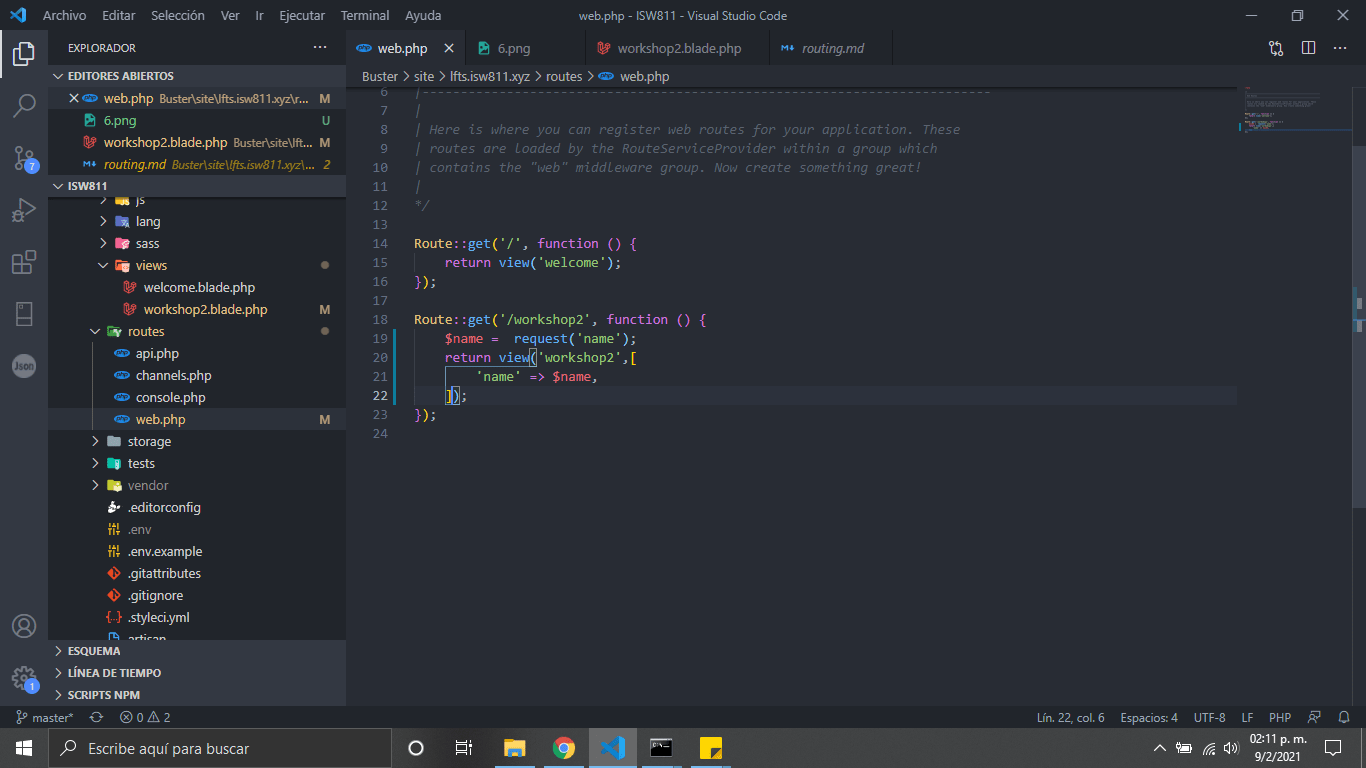 Archivo Editar Selección Ver Ir Ejecutar Terminal Ayuda
web.php - ISW811 - Visual Studio Code
EXPLORADOR
EDITORES ABIERTOS
web.php Buster\site\lfts.isw811.xyz\r... M
6.png U
workshop2.blade.php Buster\site\lft... M
routing.md Buster\site\lfts.isw811.xyz\... 2
ISW811
js
lang
sass
views
welcome.blade.php
workshop2.blade.php M
routes
api.php
channels.php
console.php
web.php M
storage
tests
vendor
.editorconfig
.env
.env.example
.gitattributes
.gitignore
.styleci.yml
artisan
ESQUEMA
LÍNEA DE TIEMPO
SCRIPTS NPM
7
Json
1
web.php 6.png workshop2.blade.php routing.md
Buster > site > lfts.isw811.xyz > routes > web.php
6 |--------------------------------------------------------------------------
7 |
8 | Here is where you can register web routes for your application. These
9 | routes are loaded by the RouteServiceProvider within a group which
10 | contains the "web" middleware group. Now create something great!
11 |
12 */
13
14 Route::get('/', function () {
15     return view('welcome');
16 });
17
18 Route::get('/workshop2', function () {
19     $name =  request('name');
20     return view('workshop2',[
21         'name' => $name,
22     ]);
23 });
24
master* 0 2 Lín. 22, col. 6 Espacios: 4 UTF-8 LF PHP
Escribe aquí para buscar
02:11 p. m.
9/2/2021